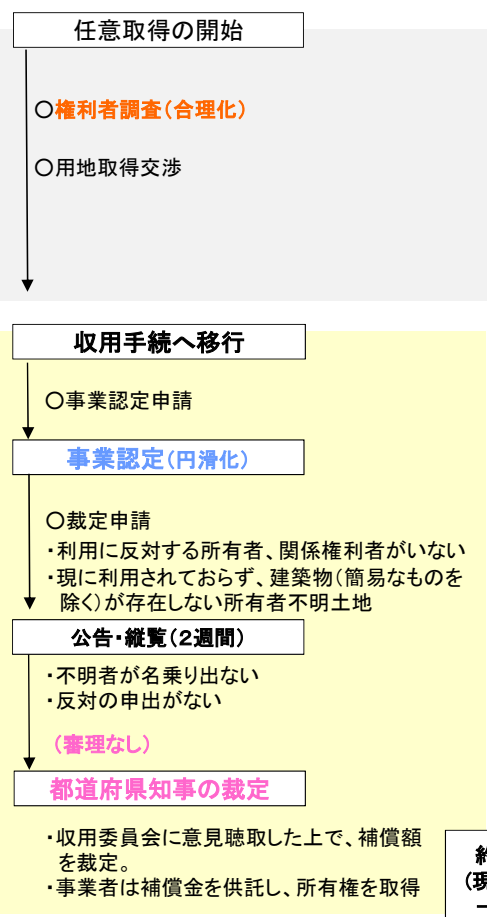 任意取得の開始
○権利者調査（合理化）
○用地取得交渉
収用手続へ移行
○事業認定申請
事業認定（円滑化）
○裁定申請
・利用に反対する所有者、関係権利者がいない
・現に利用されておらず、建築物（簡易なものを
除く）が存在しない所有者不明土地
公告・縦覧（2週間）
・不明者が名乗り出ない
・反対の申出がない
（審理なし）
都道府県知事の裁定
・収用委員会に意見聴取した上で、補償額
を裁定。
・事業者は補償金を供託し、所有権を取得
（現